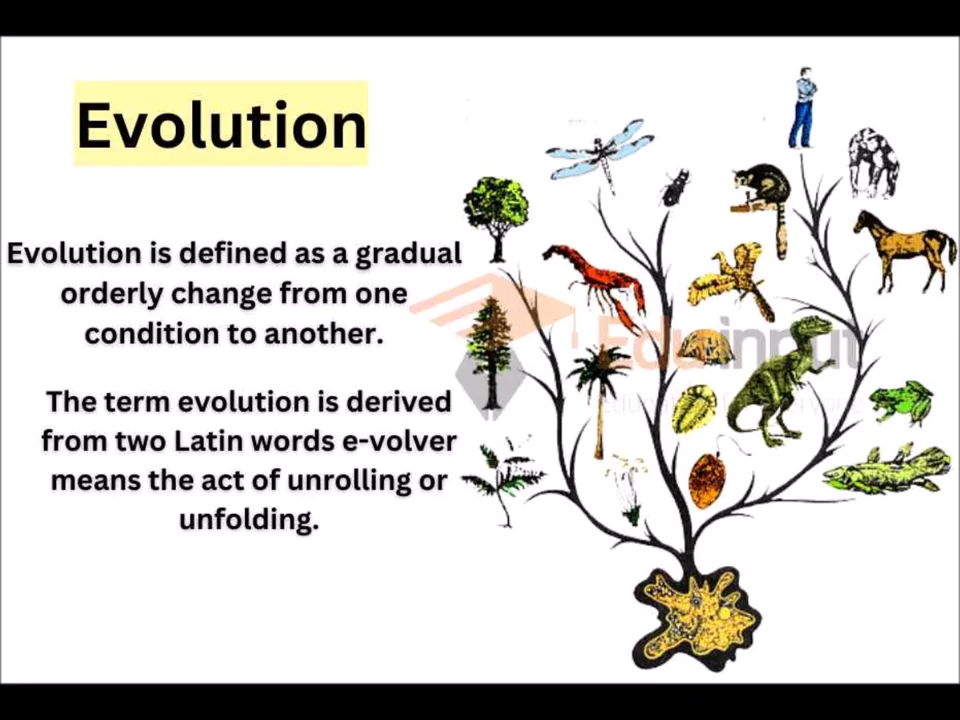 Evolution
Evolution is defined as a gradual
orderly change from one
condition to another.
The term evolution is derived
from two Latin words e-volver
means the act of unrolling or
unfolding.
Eduinput